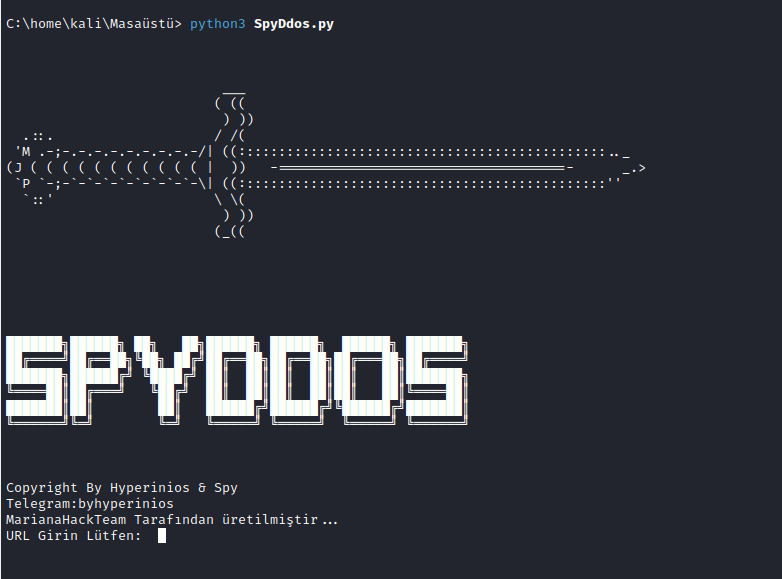 C:\home\kali\Masaüstü> python3 SpyDdos.py
'M
(J
`P
SPYDDOS
Copyright By Hyperinios & Spy
Telegram:byhyperinios
MarianaHackTeam Tarafından üretilmiştir...
URL Girin Lütfen: